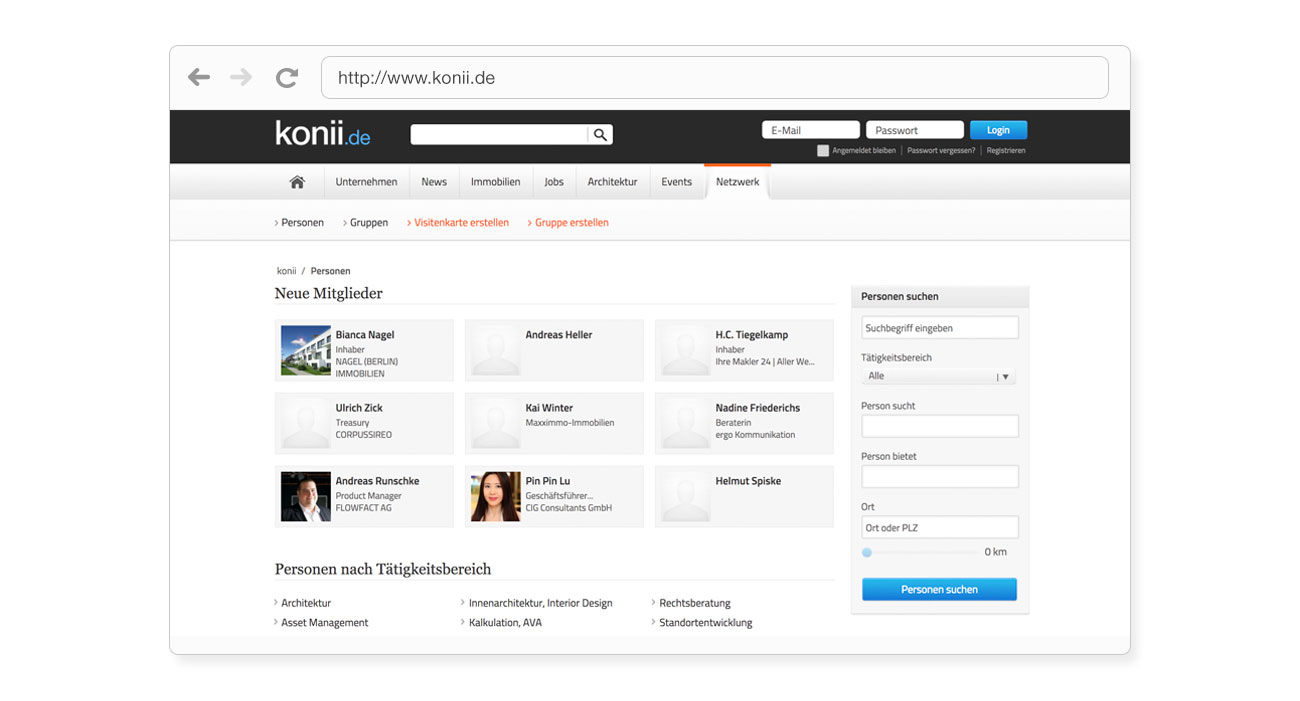 http://www.konii.de
konii.de
E-Mail
Passwort
Login
Angemeldet bleiben | Passwort vergessen? | Registrieren
Unternehmen
News
Immobilien
Jobs
Architektur
Events
Netzwerk
› Personen
› Gruppen
› Visitenkarte erstellen
› Gruppe erstellen
konii / Personen
Neue Mitglieder
Bianca Nagel
Inhaber
NAGEL (BERLIN)
IMMOBILIEN
Andreas Heller
H.C. Tiegelkamp
Inhaber
Ihre Makler 24 | Aller We...
Ulrich Zick
Treasury
CORPUSSIREO
Kai Winter
Maxximmo-Immobilien
Nadine Friederichs
Beraterin
ergo Kommunikation
Andreas Runschke
Product Manager
FLOWFACT AG
Pin Pin Lu
Geschäftsführer...
CIG Consultants GmbH
Helmut Spiske
Personen nach Tätigkeitsbereich
› Architektur
› Innenarchitektur, Interior Design
› Rechtsberatung
› Asset Management
› Kalkulation, AVA
› Standortentwicklung
Personen suchen
Suchbegriff eingeben
Tätigkeitsbereich
Alle
Person sucht
Person bietet
Ort
Ort oder PLZ
0 km
Personen suchen